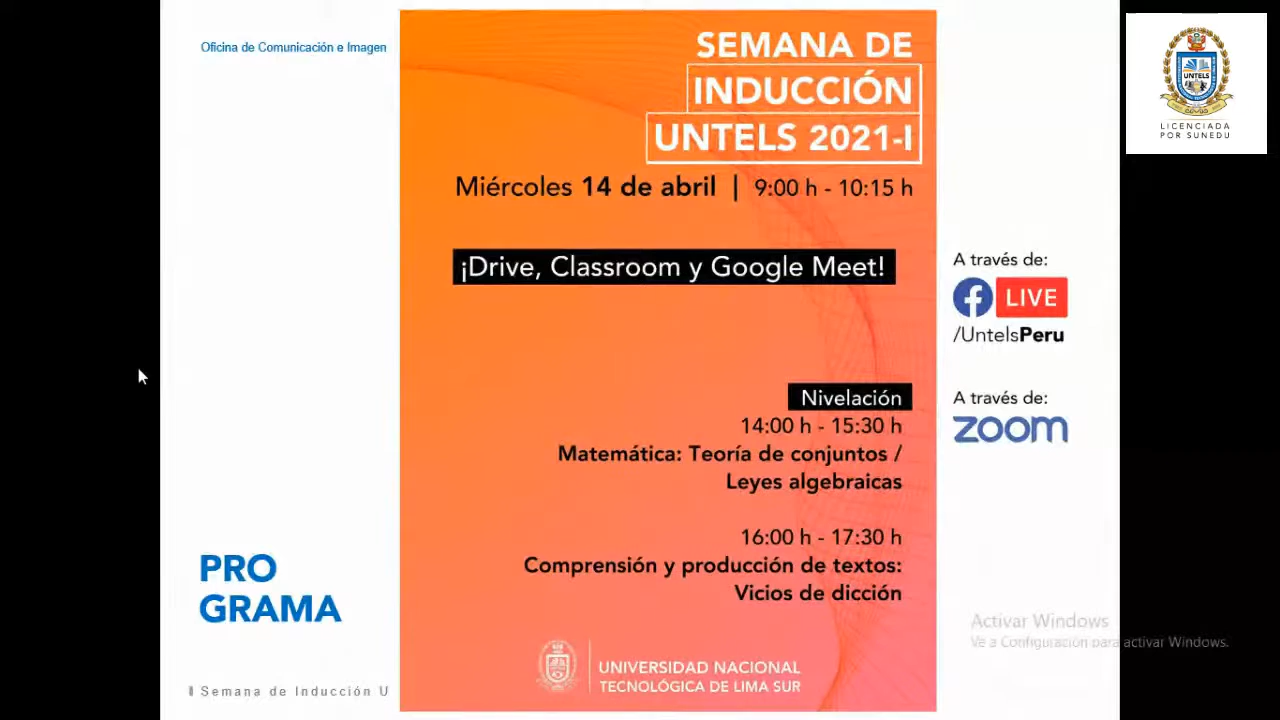 Oficina de Comunicación e Imagen
SEMANA DE
INDUCCIÓN
UNTELS 2021-I
Miércoles 14 de abril | 9:00 h - 10:15 h
¡Drive, Classroom y Google Meet!
Nivelación
14:00 h - 15:30 h
Matemática: Teoría de conjuntos /
Leyes algebraicas
16:00 h - 17:30 h
Comprensión y producción de textos:
Vicios de dicción
UNIVERSIDAD NACIONAL
TECNOLÓGICA DE LIMA SUR
PRO
GRAMA
Semana de Inducción U
A través de:
LIVE
/UntelsPeru
A través de:
zoom
UNTELS
LICENCIADA
POR SUNEDU
Activar Windows
Ve a Configuración para activar Windows.